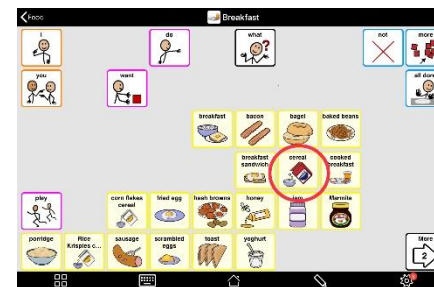 Food
Breakfast
I
do
what
not
more
you
want
all don
breakfast
bacon
bagel
baked beans
breakfast sandwich
cereal
cooked breakfast
play
corn flakes cereal
fried egg
hash browns
honey
jam
Marmite
porridge
Rice Krispies c...
sausage
scrambled eggs
toast
yoghurt
More
2